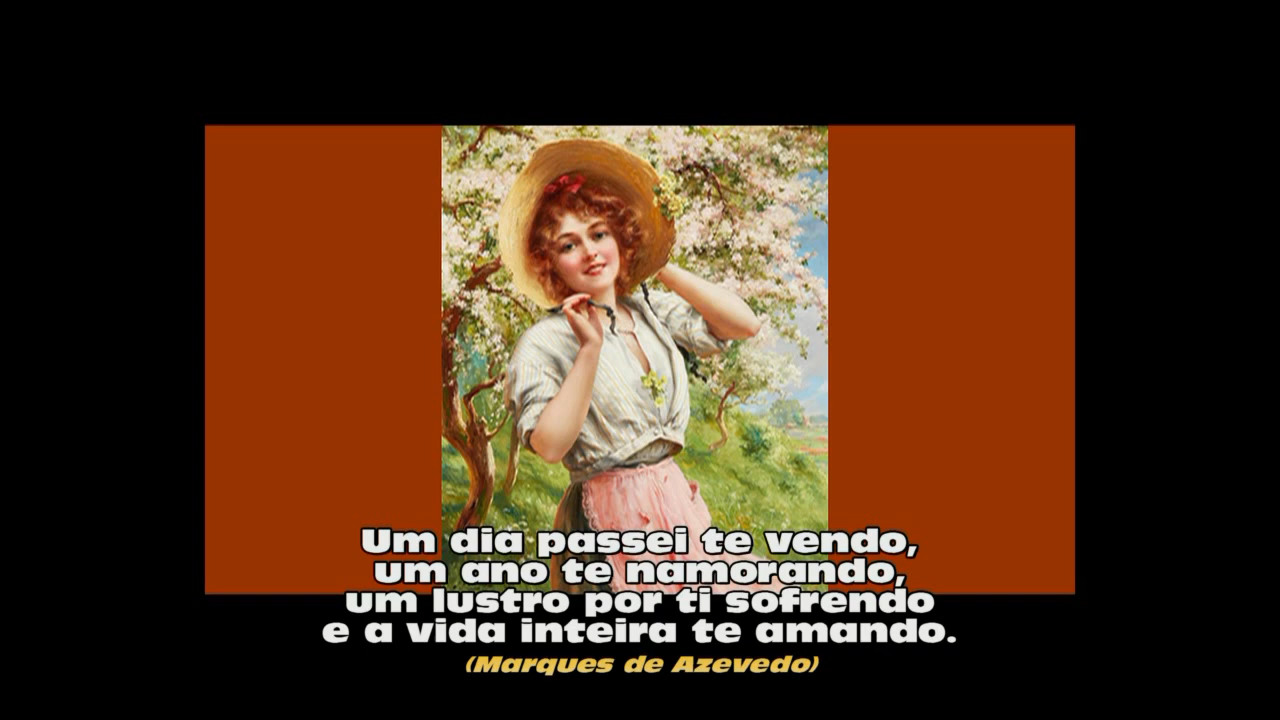 Um dia passei te vendo,
um ano te namorando,
um lustro por ti sofrendo
e a vida inteira te amando.
(Marques de Azevedo)